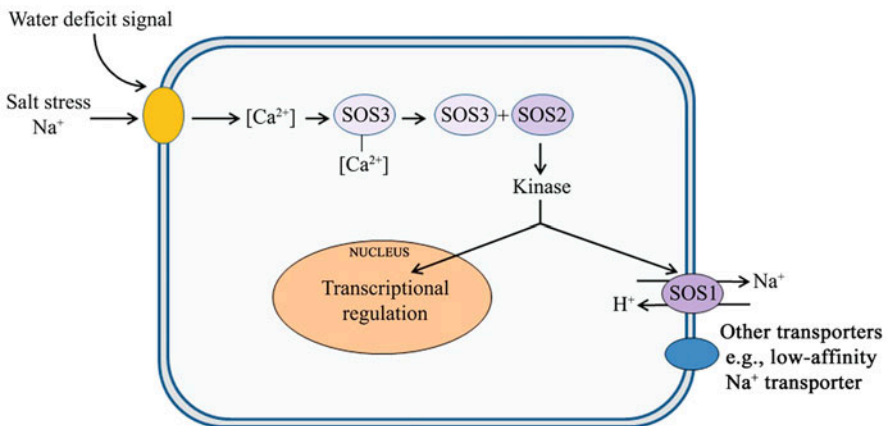 Water deficit signal
Salt stress
Na⁺
[Ca²⁺]
SOS3
[Ca²⁺]
SOS3 + SOS2
Kinase
NUCLEUS
Transcriptional
regulation
SOS1
Na⁺
H⁺
Other transporters
e.g., low-affinity
Na⁺ transporter